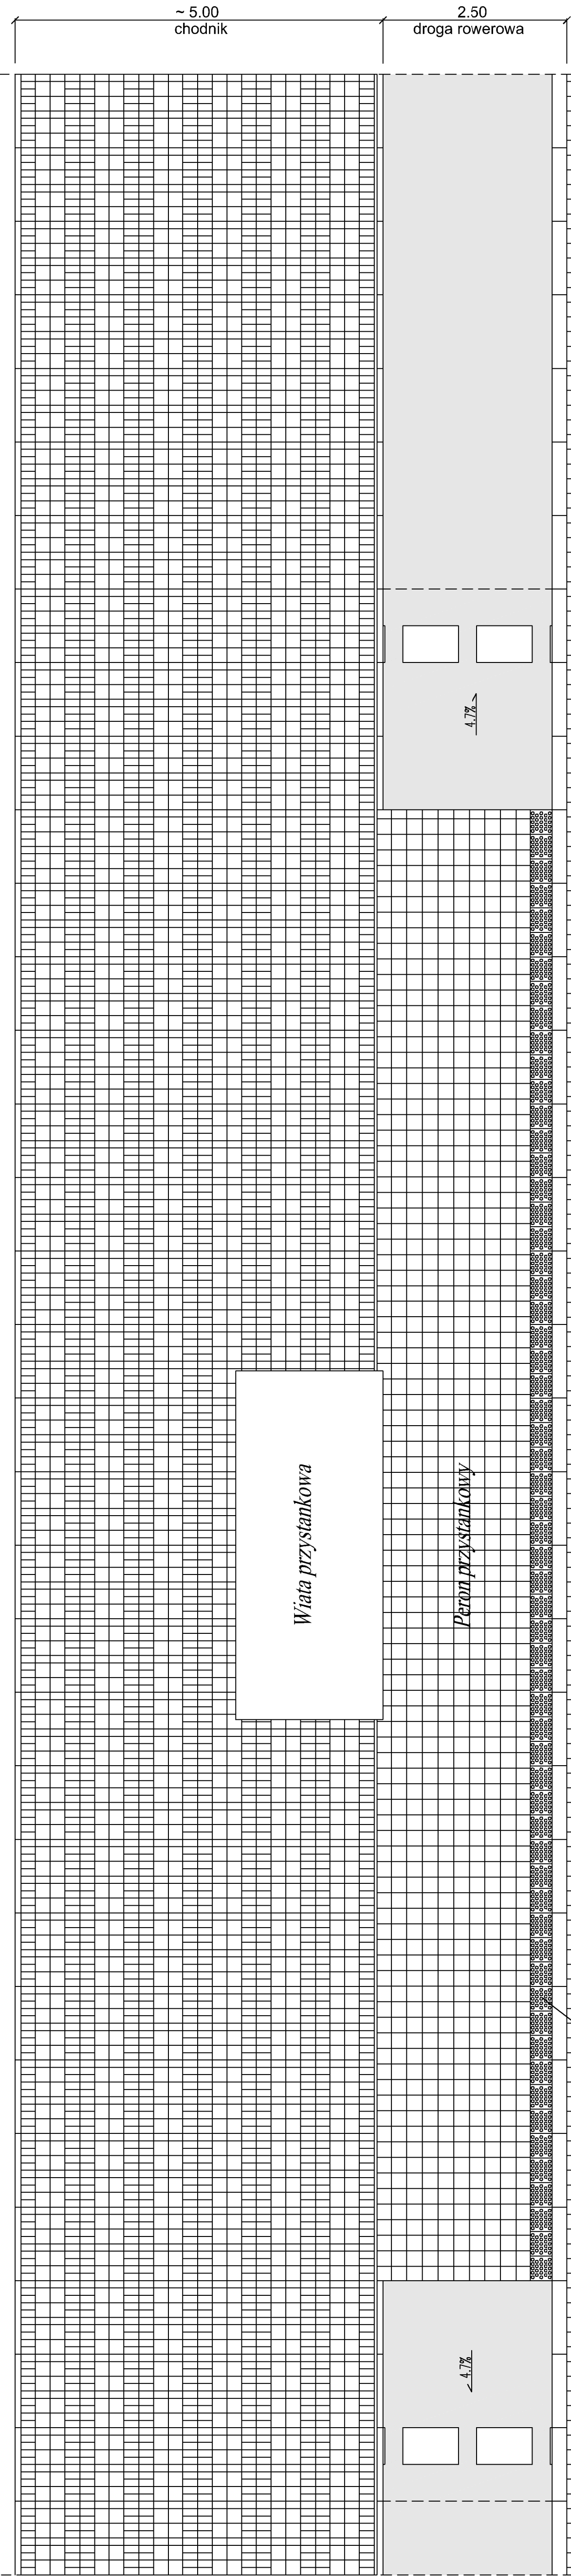 ~ 5.00
chodnik
2.50
droga rowerowa
4.7%
Wiata przystankowa
Peron przystankowy
4.7%